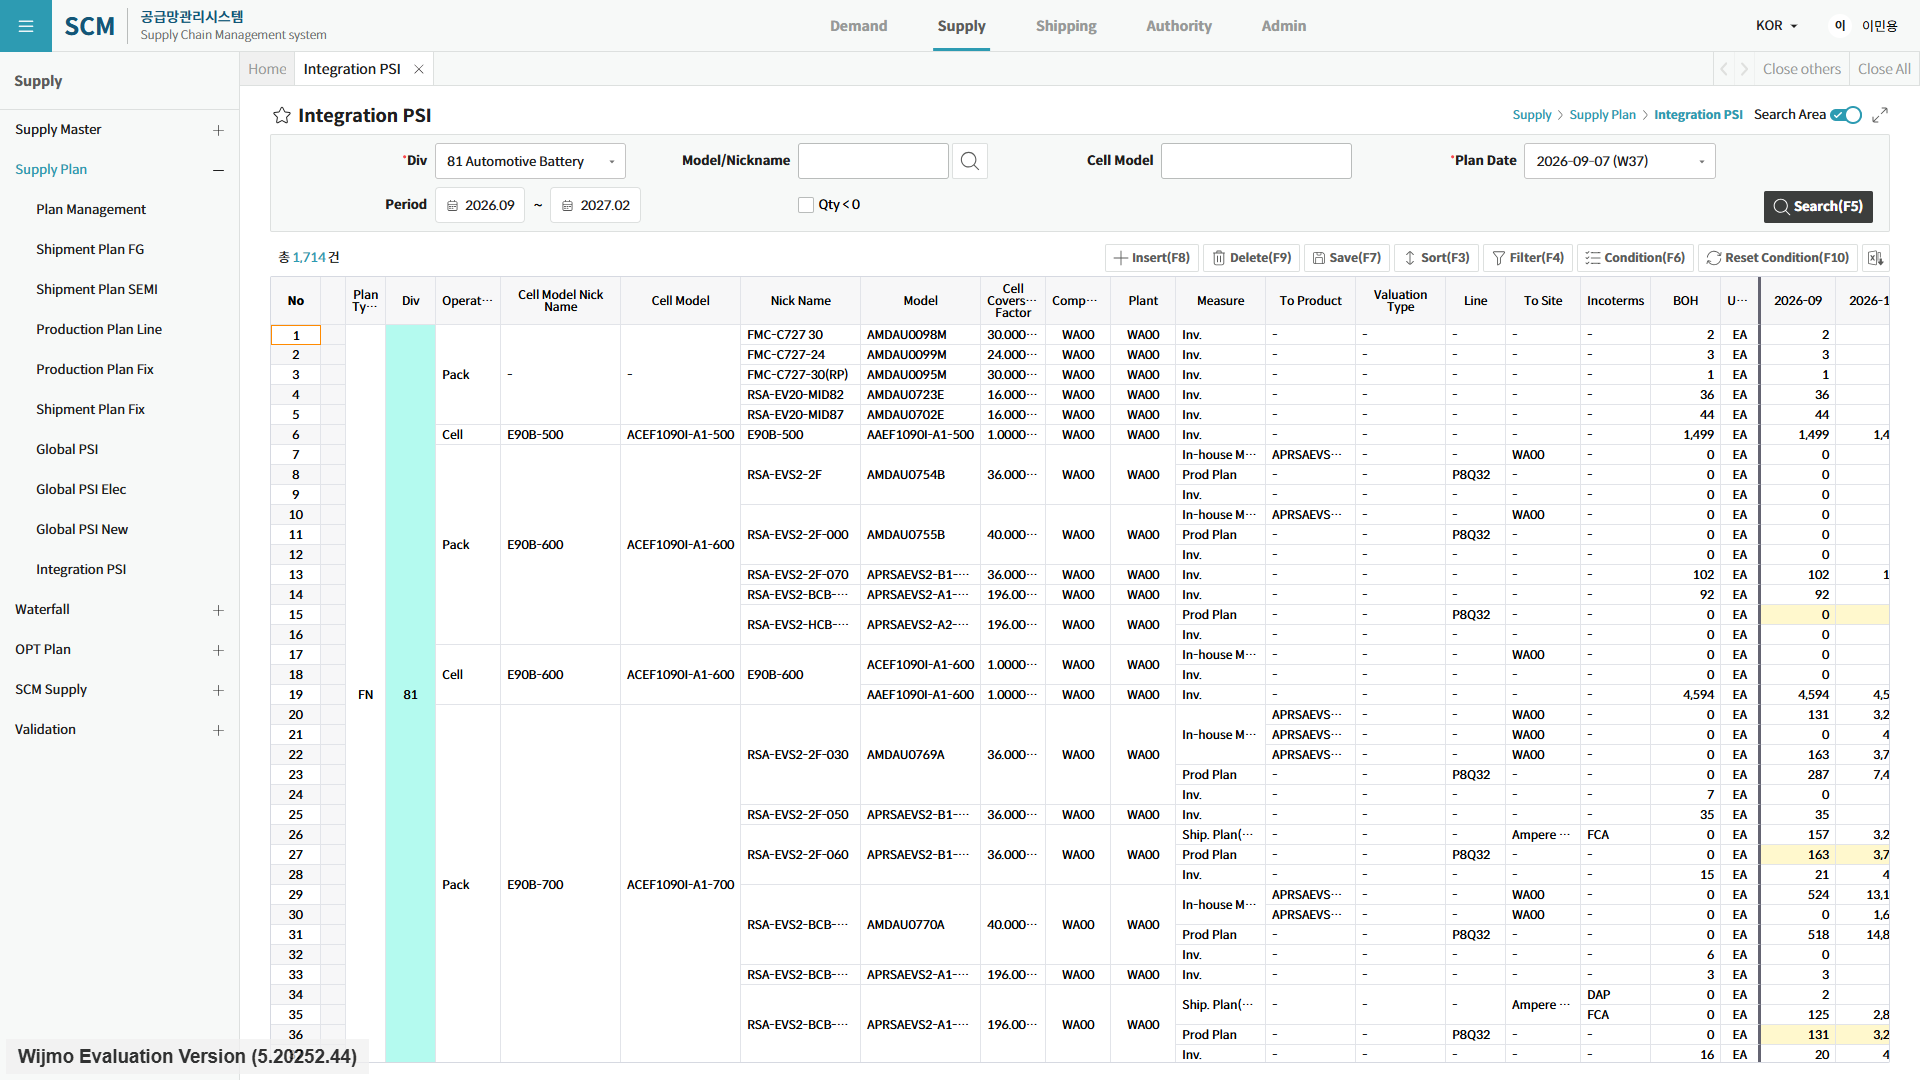 SCM 공급망관리시스템
Supply Chain Management system
Demand Supply Shipping Authority Admin
KOR 이 이민용
Supply
Home Integration PSI
Close others Close All
Supply Master
Supply Plan
Plan Management
Shipment Plan FG
Shipment Plan SEMI
Production Plan Line
Production Plan Fix
Shipment Plan Fix
Global PSI
Global PSI Elec
Global PSI New
Integration PSI
Waterfall
OPT Plan
SCM Supply
Validation
Integration PSI
Supply > Supply Plan > Integration PSI Search Area
*Div 81 Automotive Battery Model/Nickname Cell Model *Plan Date 2026-09-07 (W37)
Period 2026.09 ~ 2027.02 Qty < 0 Search(F5)
총 1,714 건
Insert(F8) Delete(F9) Save(F7) Sort(F3) Filter(F4) Condition(F6) Reset Condition(F10)
No Plan Ty··· Div Operat··· Cell Model Nick Name Cell Model Nick Name Model Cell Covers··· Factor Comp··· Plant Measure To Product Valuation Type Line To Site Incoterms BOH U··· 2026-09 2026-1
FN 81
1 Pack - - FMC-C727 30 AMDAU0098M 30.000··· WA00 WA00 Inv. - - - - - 2 EA 2
2 FMC-C727-24 AMDAU0099M 24.000··· WA00 WA00 Inv. - - - - - 3 EA 3
3 FMC-C727-30(RP) AMDAU0095M 30.000··· WA00 WA00 Inv. - - - - - 1 EA 1
4 RSA-EV20-MID82 AMDAU0723E 16.000··· WA00 WA00 Inv. - - - - - 36 EA 36
5 RSA-EV20-MID87 AMDAU0702E 16.000··· WA00 WA00 Inv. - - - - - 44 EA 44
6 Cell E90B-500 ACEF1090I-A1-500 E90B-500 AAEF1090I-A1-500 1.0000··· WA00 WA00 Inv. - - - - - 1,499 EA 1,499 1,4
7 Pack E90B-600 ACEF1090I-A1-600 RSA-EVS2-2F AMDAU0754B 36.000··· WA00 WA00 In-house M··· APRSAEVS··· - - WA00 - 0 EA 0
8 Prod Plan - - P8Q32 - - 0 EA 0
9 Inv. - - - - - 0 EA 0
10 RSA-EVS2-2F-000 AMDAU0755B 40.000··· WA00 WA00 In-house M··· APRSAEVS··· - - WA00 - 0 EA 0
11 Prod Plan - - P8Q32 - - 0 EA 0
12 Inv. - - - - - 0 EA 0
13 RSA-EVS2-2F-070 APRSAEVS2-B1-··· 36.000··· WA00 WA00 Inv. - - - - - 102 EA 102 1
14 RSA-EVS2-BCB-··· APRSAEVS2-A1-··· 196.00··· WA00 WA00 Inv. - - - - - 92 EA 92
15 RSA-EVS2-HCB-··· APRSAEVS2-A2-··· 196.00··· WA00 WA00 Prod Plan - - P8Q32 - - 0 EA 0
16 Inv. - - - - - 0 EA 0
17 Cell E90B-600 ACEF1090I-A1-600 E90B-600 ACEF1090I-A1-600 1.0000··· WA00 WA00 In-house M··· - - - WA00 - 0 EA 0
18 Inv. - - - - - 0 EA 0
19 AAEF1090I-A1-600 1.0000··· WA00 WA00 Inv. - - - - - 4,594 EA 4,594 4,5
20 Pack E90B-700 ACEF1090I-A1-700 RSA-EVS2-2F-030 AMDAU0769A 36.000··· WA00 WA00 In-house M··· APRSAEVS··· - - WA00 - 0 EA 131 3,2
21 APRSAEVS··· - - WA00 - 0 EA 0 4
22 APRSAEVS··· - - WA00 - 0 EA 163 3,7
23 Prod Plan - - P8Q32 - - 0 EA 287 7,4
24 Inv. - - - - - 7 EA 0
25 RSA-EVS2-2F-050 APRSAEVS2-B1-··· 36.000··· WA00 WA00 Inv. - - - - - 35 EA 35
26 RSA-EVS2-2F-060 APRSAEVS2-B1-··· 36.000··· WA00 WA00 Ship. Plan(··· - - - Ampere ··· FCA 0 EA 157 3,2
27 Prod Plan - - P8Q32 - - 0 EA 163 3,7
28 Inv. - - - - - 15 EA 21 4
29 RSA-EVS2-BCB-··· AMDAU0770A 40.000··· WA00 WA00 In-house M··· APRSAEVS··· - - WA00 - 0 EA 524 13,1
30 APRSAEVS··· - - WA00 - 0 EA 0 1,6
31 Prod Plan - - P8Q32 - - 0 EA 518 14,8
32 Inv. - - - - - 6 EA 0
33 RSA-EVS2-BCB-··· APRSAEVS2-A1-··· 196.00··· WA00 WA00 Inv. - - - - - 3 EA 3
34 RSA-EVS2-BCB-··· APRSAEVS2-A1-··· 196.00··· WA00 WA00 Ship. Plan(··· - - - Ampere ··· DAP 0 EA 2
35 FCA 0 EA 125 2,8
36 Prod Plan - - P8Q32 - - 0 EA 131 3,2
Inv. - - - - - 16 EA 20 4
Wijmo Evaluation Version (5.20252.44)